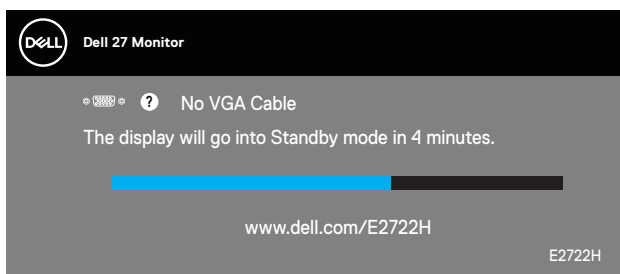 DELL
Dell 27 Monitor
? No VGA Cable
The display will go into Standby mode in 4 minutes.
www.dell.com/E2722H
E2722H